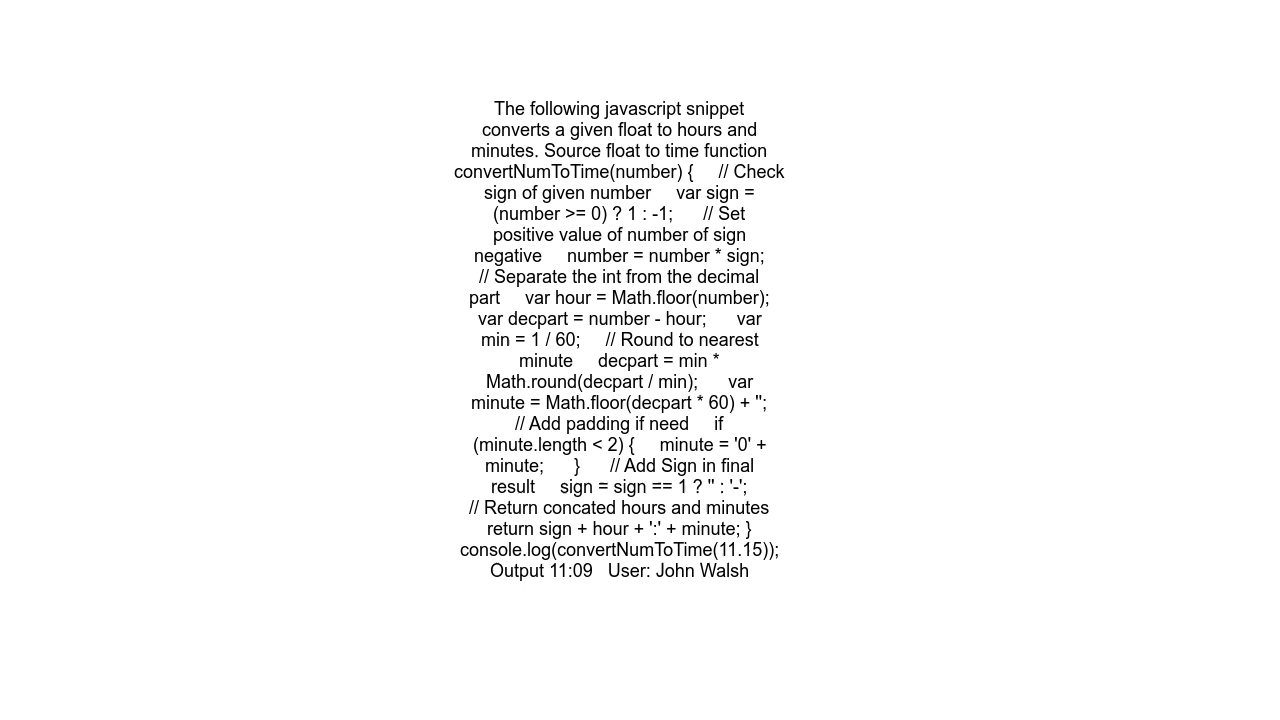 The following javascript snippet
converts a given float to hours and
minutes. Source float to time function
convertNumToTime(number) {     // Check
sign of given number     var sign =
(number >= 0) ? 1 : -1;      // Set
positive value of number of sign
negative     number = number * sign;
// Separate the int from the decimal
part     var hour = Math.floor(number);
var decpart = number - hour;      var
min = 1 / 60;     // Round to nearest
minute     decpart = min *
Math.round(decpart / min);      var
minute = Math.floor(decpart * 60) + '';
// Add padding if need     if
(minute.length < 2) {     minute = '0' +
minute;      }      // Add Sign in final
result     sign = sign == 1 ? '' : '-';
// Return concated hours and minutes
return sign + hour + ':' + minute; }
console.log(convertNumToTime(11.15));
Output 11:09   User: John Walsh